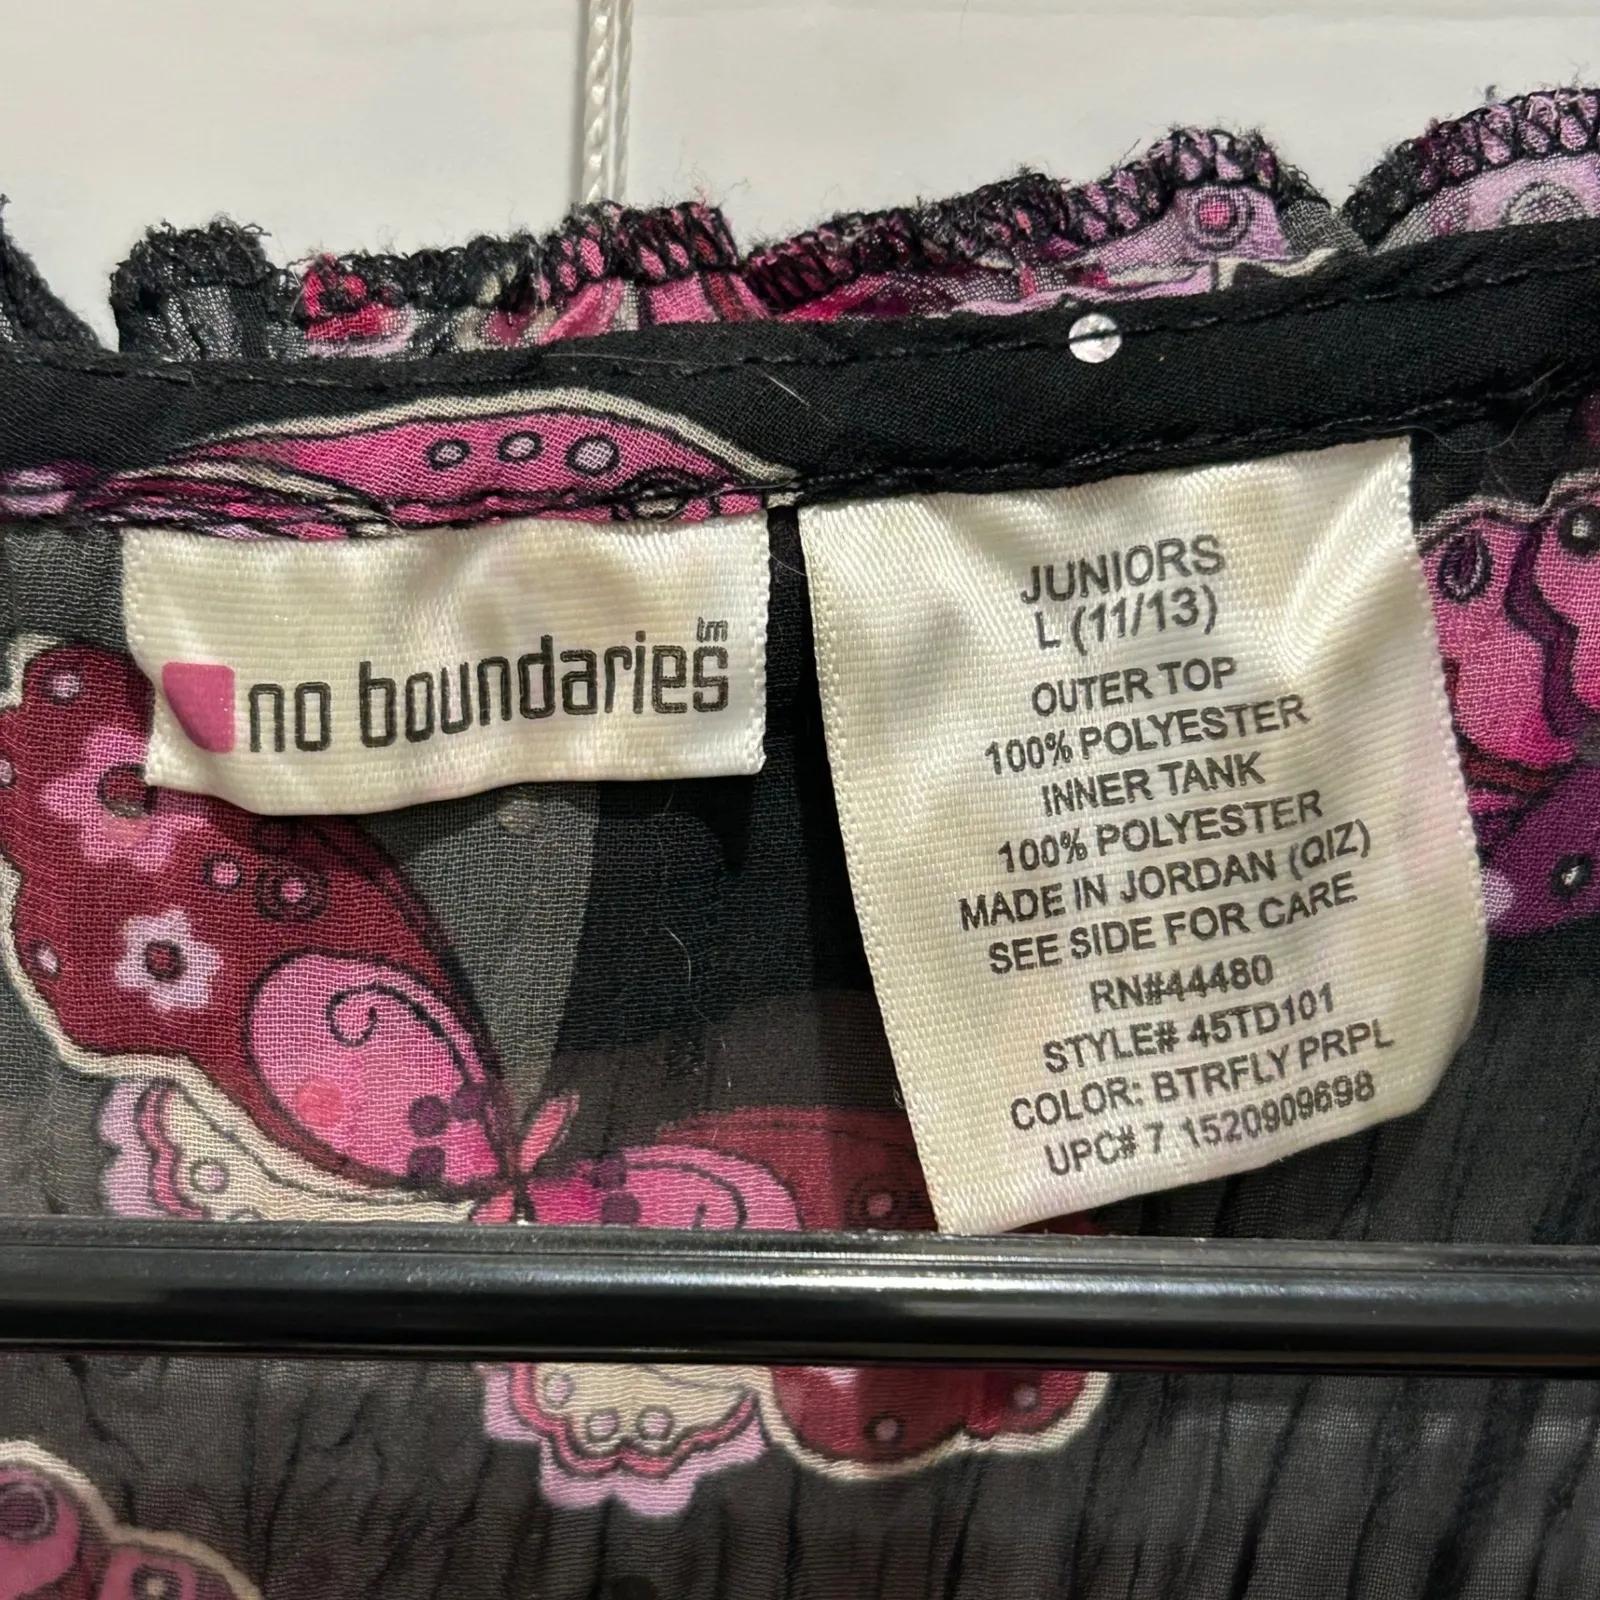 no boundaries tm
JUNIORS
L (11/13)
OUTER TOP
100% POLYESTER
INNER TANK
100% POLYESTER
MADE IN JORDAN (QIZ)
SEE SIDE FOR CARE
RN#44480
STYLE# 45TD101
COLOR: BTRFLY PRPL
UPC# 7 1520909698